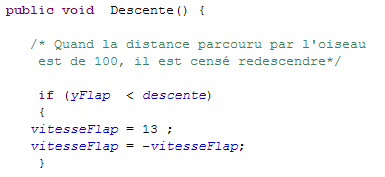 public void Descente() {
/* Quand la distance parcouru par l'oiseau
est de 100, il est censé redescendre*/
if (yFlap < descente)
{
vitesseFlap = 13 ;
vitesseFlap = -vitesseFlap;
}